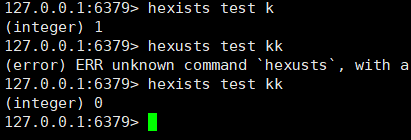 127.0.0.1:6379> hexists test k
(integer) 1
127.0.0.1:6379> hexusts test kk
(error) ERR unknown command `hexusts`, with a
127.0.0.1:6379> hexists test kk
(integer) 0
127.0.0.1:6379>